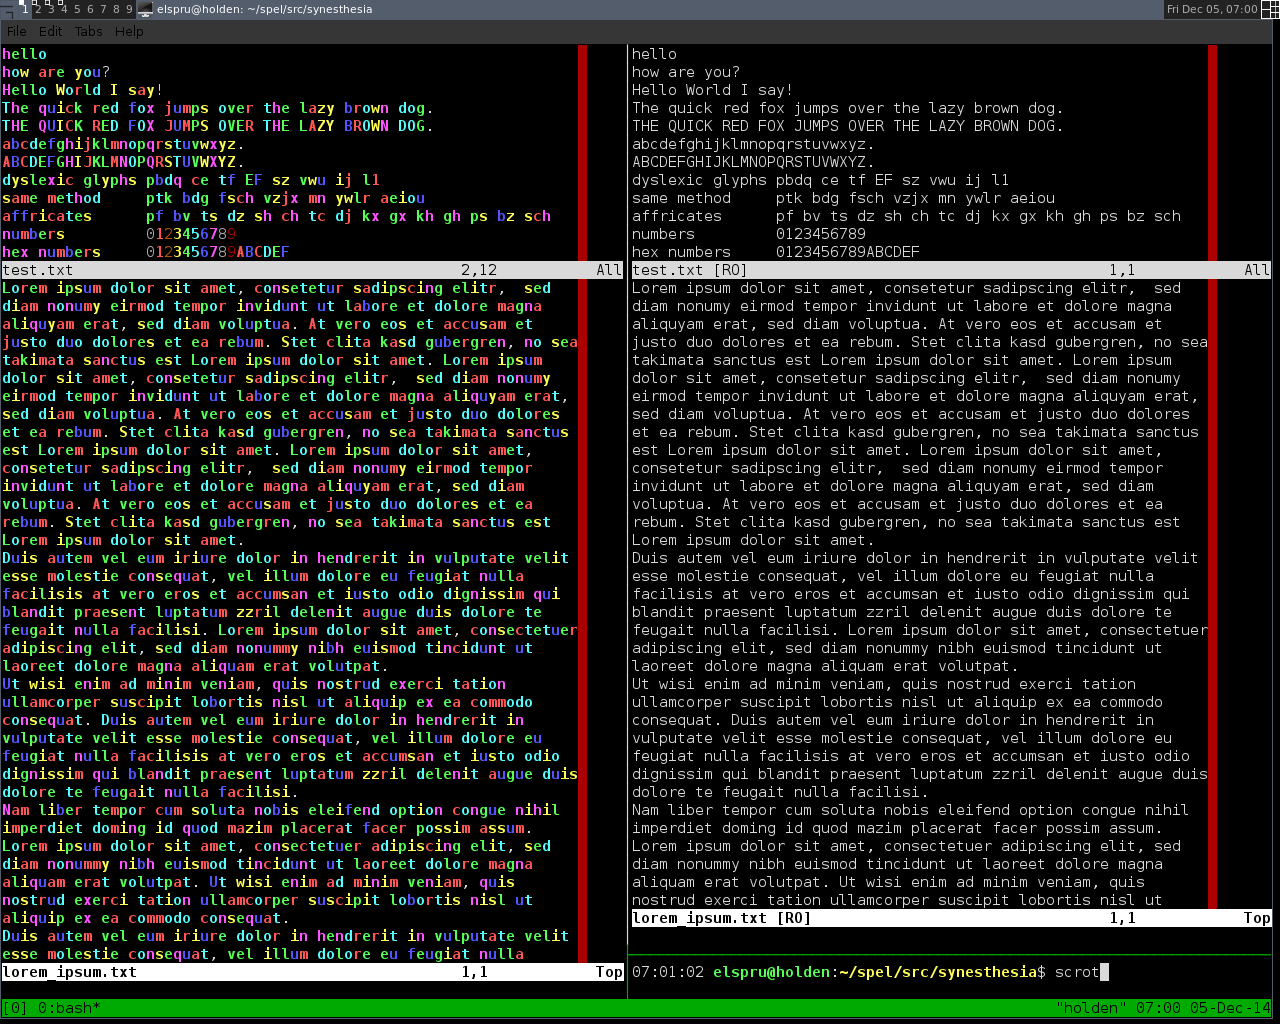 1 2 3 4 5 6 7 8 9 elspru@holden: ~/spel/src/synesthesia Fri Dec 05, 07:00
File Edit Tabs Help
hello
how are you?
Hello World I say!
The quick red fox jumps over the lazy brown dog.
THE QUICK RED FOX JUMPS OVER THE LAZY BROWN DOG.
abcdefghijklmnopqrstuvwxyz.
ABCDEFGHIJKLMNOPQRSTUVWXYZ.
dyslexic glyphs pbdq ce tf EF sz vwu ij l1
same method     ptk bdg fsch vzjx mn ywlr aeiou
affricates      pf bv ts dz sh ch tc dj kx gx kh gh ps bz sch
numbers         0123456789
hex numbers     0123456789ABCDEF
test.txt 2,12 All
Lorem ipsum dolor sit amet, consetetur sadipscing elitr,  sed
diam nonumy eirmod tempor invidunt ut labore et dolore magna
aliquyam erat, sed diam voluptua. At vero eos et accusam et
justo duo dolores et ea rebum. Stet clita kasd gubergren, no sea
takimata sanctus est Lorem ipsum dolor sit amet. Lorem ipsum
dolor sit amet, consetetur sadipscing elitr,  sed diam nonumy
eirmod tempor invidunt ut labore et dolore magna aliquyam erat,
sed diam voluptua. At vero eos et accusam et justo duo dolores
et ea rebum. Stet clita kasd gubergren, no sea takimata sanctus
est Lorem ipsum dolor sit amet. Lorem ipsum dolor sit amet,
consetetur sadipscing elitr,  sed diam nonumy eirmod tempor
invidunt ut labore et dolore magna aliquyam erat, sed diam
voluptua. At vero eos et accusam et justo duo dolores et ea
rebum. Stet clita kasd gubergren, no sea takimata sanctus est
Lorem ipsum dolor sit amet.
Duis autem vel eum iriure dolor in hendrerit in vulputate velit
esse molestie consequat, vel illum dolore eu feugiat nulla
facilisis at vero eros et accumsan et iusto odio dignissim qui
blandit praesent luptatum zzril delenit augue duis dolore te
feugait nulla facilisi. Lorem ipsum dolor sit amet, consectetuer
adipiscing elit, sed diam nonummy nibh euismod tincidunt ut
laoreet dolore magna aliquam erat volutpat.
Ut wisi enim ad minim veniam, quis nostrud exerci tation
ullamcorper suscipit lobortis nisl ut aliquip ex ea commodo
consequat. Duis autem vel eum iriure dolor in hendrerit in
vulputate velit esse molestie consequat, vel illum dolore eu
feugiat nulla facilisis at vero eros et accumsan et iusto odio
dignissim qui blandit praesent luptatum zzril delenit augue duis
dolore te feugait nulla facilisi.
Nam liber tempor cum soluta nobis eleifend option congue nihil
imperdiet doming id quod mazim placerat facer possim assum.
Lorem ipsum dolor sit amet, consectetuer adipiscing elit, sed
diam nonummy nibh euismod tincidunt ut laoreet dolore magna
aliquam erat volutpat. Ut wisi enim ad minim veniam, quis
nostrud exerci tation ullamcorper suscipit lobortis nisl ut
aliquip ex ea commodo consequat.
Duis autem vel eum iriure dolor in hendrerit in vulputate velit
esse molestie consequat, vel illum dolore eu feugiat nulla
lorem_ipsum.txt 1,1 Top
hello
how are you?
Hello World I say!
The quick red fox jumps over the lazy brown dog.
THE QUICK RED FOX JUMPS OVER THE LAZY BROWN DOG.
abcdefghijklmnopqrstuvwxyz.
ABCDEFGHIJKLMNOPQRSTUVWXYZ.
dyslexic glyphs pbdq ce tf EF sz vwu ij l1
same method     ptk bdg fsch vzjx mn ywlr aeiou
affricates      pf bv ts dz sh ch tc dj kx gx kh gh ps bz sch
numbers         0123456789
hex numbers     0123456789ABCDEF
test.txt [RO] 1,1 All
Lorem ipsum dolor sit amet, consetetur sadipscing elitr,  sed
diam nonumy eirmod tempor invidunt ut labore et dolore magna
aliquyam erat, sed diam voluptua. At vero eos et accusam et
justo duo dolores et ea rebum. Stet clita kasd gubergren, no sea
takimata sanctus est Lorem ipsum dolor sit amet. Lorem ipsum
dolor sit amet, consetetur sadipscing elitr,  sed diam nonumy
eirmod tempor invidunt ut labore et dolore magna aliquyam erat,
sed diam voluptua. At vero eos et accusam et justo duo dolores
et ea rebum. Stet clita kasd gubergren, no sea takimata sanctus
est Lorem ipsum dolor sit amet. Lorem ipsum dolor sit amet,
consetetur sadipscing elitr,  sed diam nonumy eirmod tempor
invidunt ut labore et dolore magna aliquyam erat, sed diam
voluptua. At vero eos et accusam et justo duo dolores et ea
rebum. Stet clita kasd gubergren, no sea takimata sanctus est
Lorem ipsum dolor sit amet.
Duis autem vel eum iriure dolor in hendrerit in vulputate velit
esse molestie consequat, vel illum dolore eu feugiat nulla
facilisis at vero eros et accumsan et iusto odio dignissim qui
blandit praesent luptatum zzril delenit augue duis dolore te
feugait nulla facilisi. Lorem ipsum dolor sit amet, consectetuer
adipiscing elit, sed diam nonummy nibh euismod tincidunt ut
laoreet dolore magna aliquam erat volutpat.
Ut wisi enim ad minim veniam, quis nostrud exerci tation
ullamcorper suscipit lobortis nisl ut aliquip ex ea commodo
consequat. Duis autem vel eum iriure dolor in hendrerit in
vulputate velit esse molestie consequat, vel illum dolore eu
feugiat nulla facilisis at vero eros et accumsan et iusto odio
dignissim qui blandit praesent luptatum zzril delenit augue duis
dolore te feugait nulla facilisi.
Nam liber tempor cum soluta nobis eleifend option congue nihil
imperdiet doming id quod mazim placerat facer possim assum.
Lorem ipsum dolor sit amet, consectetuer adipiscing elit, sed
diam nonummy nibh euismod tincidunt ut laoreet dolore magna
aliquam erat volutpat. Ut wisi enim ad minim veniam, quis
nostrud exerci tation ullamcorper suscipit lobortis nisl ut
lorem_ipsum.txt [RO] 1,1 Top
07:01:02 elspru@holden:~/spel/src/synesthesia$ scrot
[0] 0:bash* "holden" 07:00 05-Dec-14